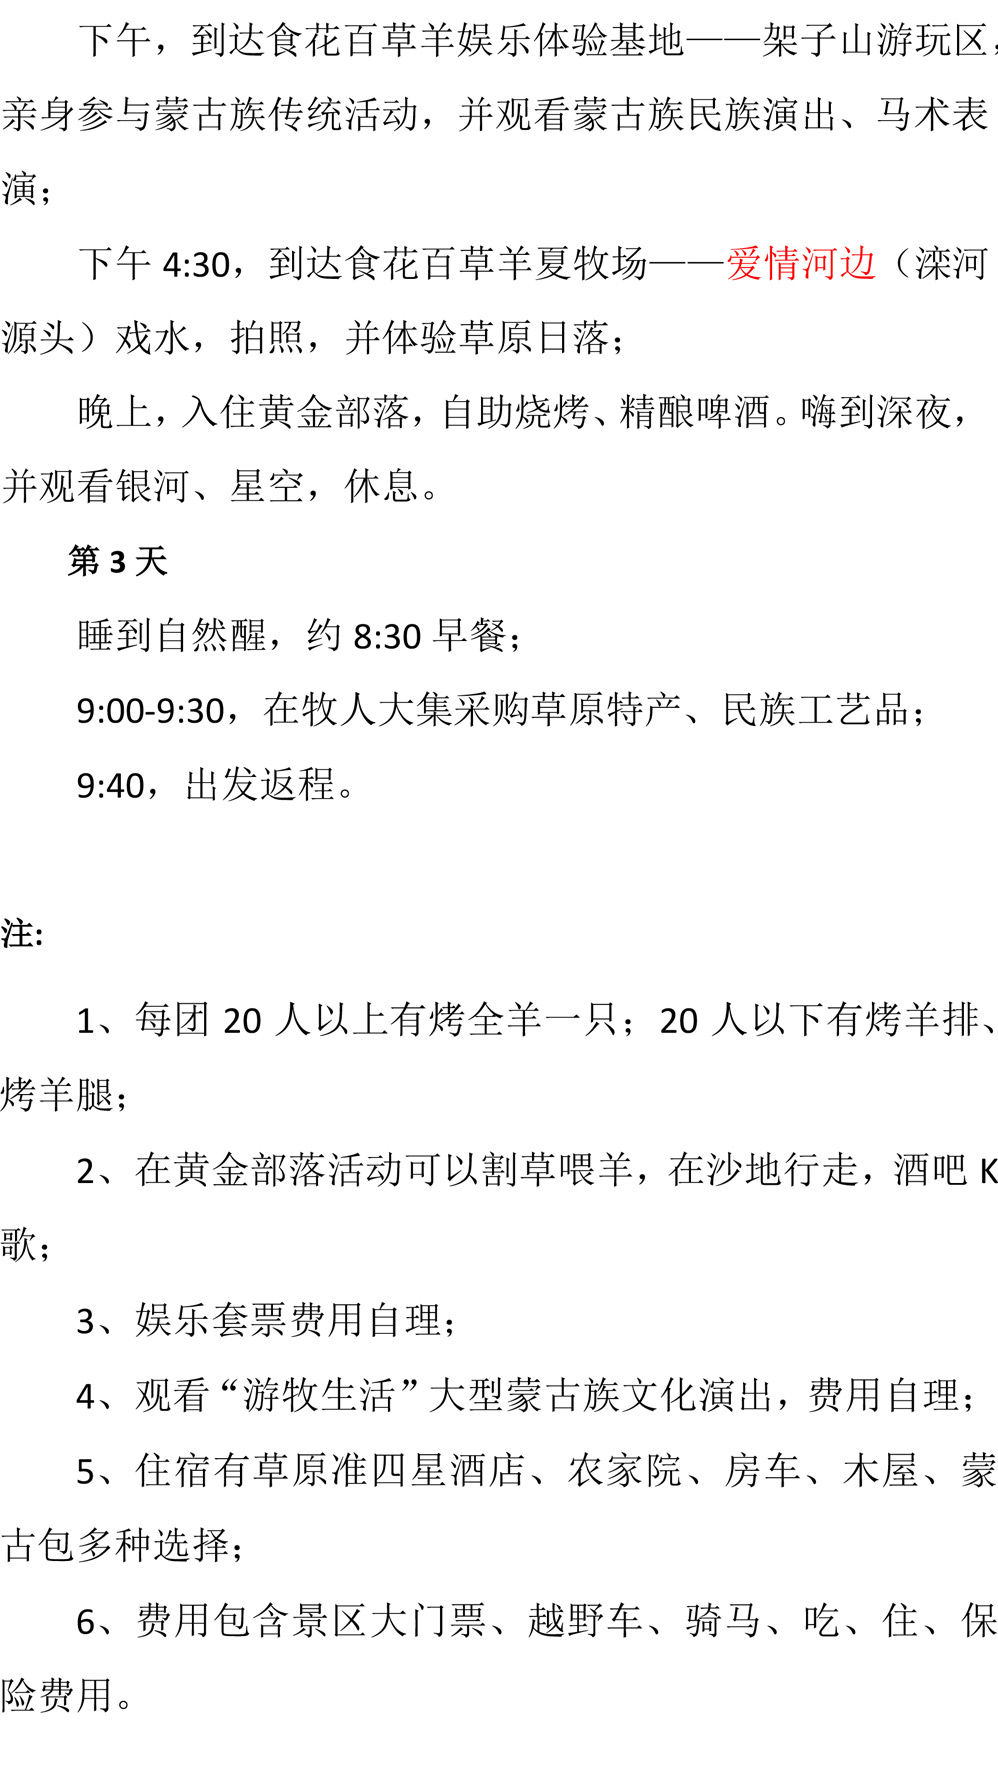 下午，到达食花百草羊娱乐体验基地——架子山游玩区，
亲身参与蒙古族传统活动，并观看蒙古族民族演出、马术表
演；
下午 4:30，到达食花百草羊夏牧场——爱情河边（滦河
源头）戏水，拍照，并体验草原日落；
晚上，入住黄金部落，自助烧烤、精酿啤酒。嗨到深夜，
并观看银河、星空，休息。
第 3 天
睡到自然醒，约 8:30 早餐；
9:00-9:30，在牧人大集采购草原特产、民族工艺品；
9:40，出发返程。
注:
1、每团 20 人以上有烤全羊一只；20 人以下有烤羊排、
烤羊腿；
2、在黄金部落活动可以割草喂羊，在沙地行走，酒吧 K
歌；
3、娱乐套票费用自理；
4、观看“游牧生活”大型蒙古族文化演出，费用自理；
5、住宿有草原准四星酒店、农家院、房车、木屋、蒙
古包多种选择；
6、费用包含景区大门票、越野车、骑马、吃、住、保
险费用。